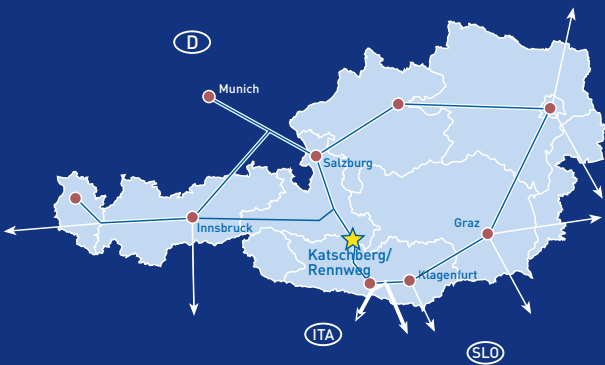 D
Munich
Salzburg
Innsbruck
Graz
Katschberg/
Rennweg
Klagenfurt
ITA
SLO